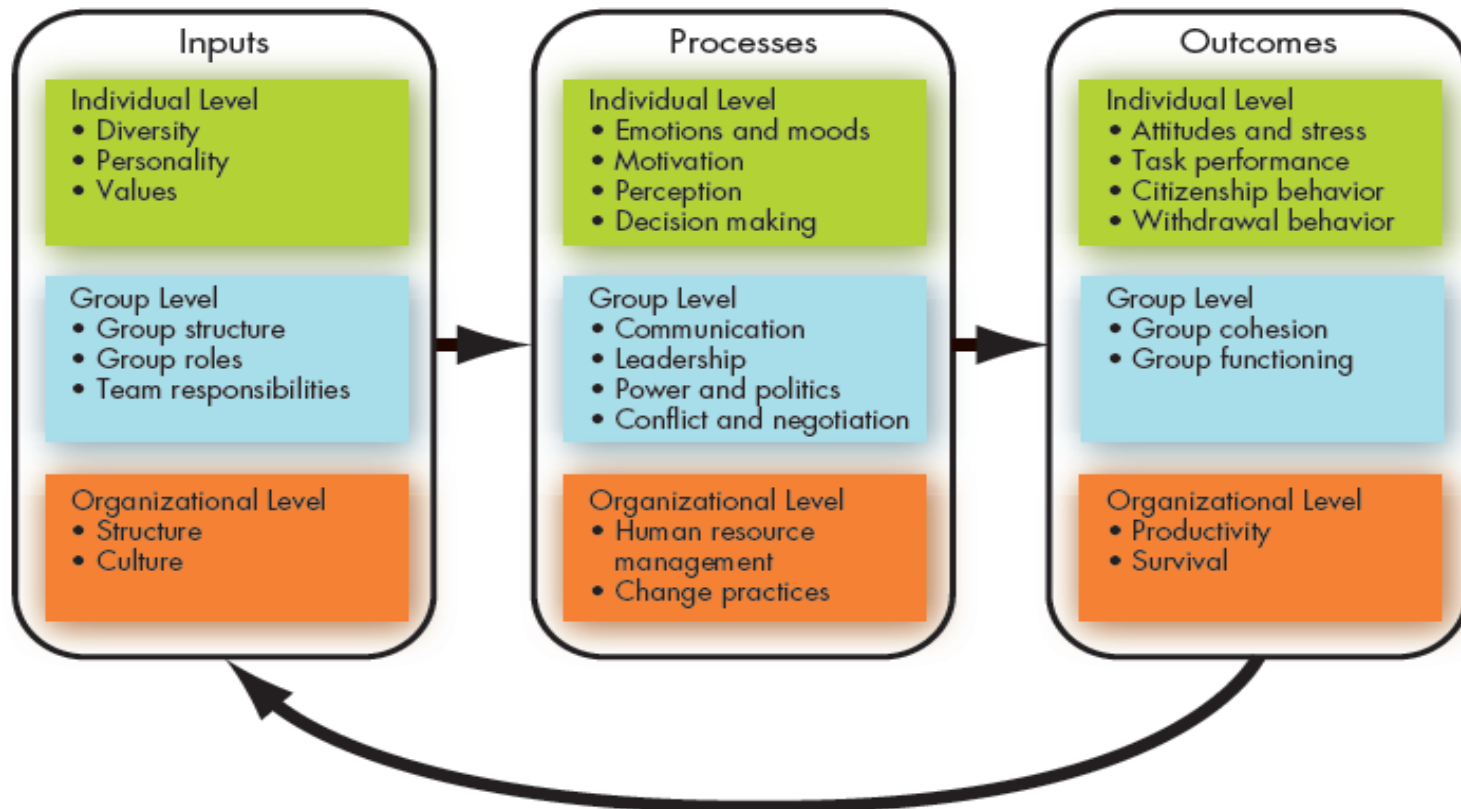 Inputs
Individual Level
• Diversity
• Personality
• Values
Group Level
• Group structure
• Group roles
• Team responsibilities
Organizational Level
• Structure
• Culture
Processes
Individual Level
• Emotions and moods
• Motivation
• Perception
• Decision making
Group Level
• Communication
• Leadership
• Power and politics
• Conflict and negotiation
Organizational Level
• Human resource
management
• Change practices
Outcomes
Individual Level
• Attitudes and stress
• Task performance
• Citizenship behavior
• Withdrawal behavior
Group Level
• Group cohesion
• Group functioning
Organizational Level
• Productivity
• Survival